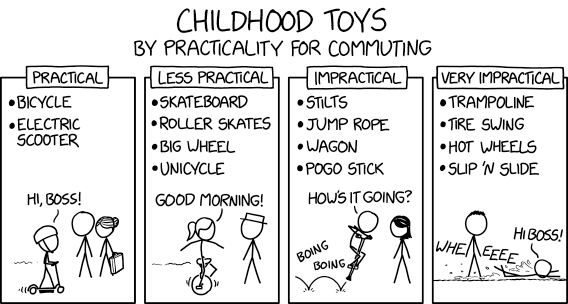 CHILDHOOD TOYS
BY PRACTICALITY FOR COMMUTING
PRACTICAL
•BICYCLE
•ELECTRIC
SCOOTER
HI, BOSS!
LESS PRACTICAL
•SKATEBOARD
•ROLLER SKATES
•BIG WHEEL
•UNICYCLE
GOOD MORNING!
IMPRACTICAL
•STILTS
•JUMP ROPE
•WAGON
•POGO STICK
HOW'S IT GOING?
BOING
BOING
VERY IMPRACTICAL
•TRAMPOLINE
•TIRE SWING
•HOT WHEELS
•SLIP 'N SLIDE
WHEEEEEE
HI BOSS!